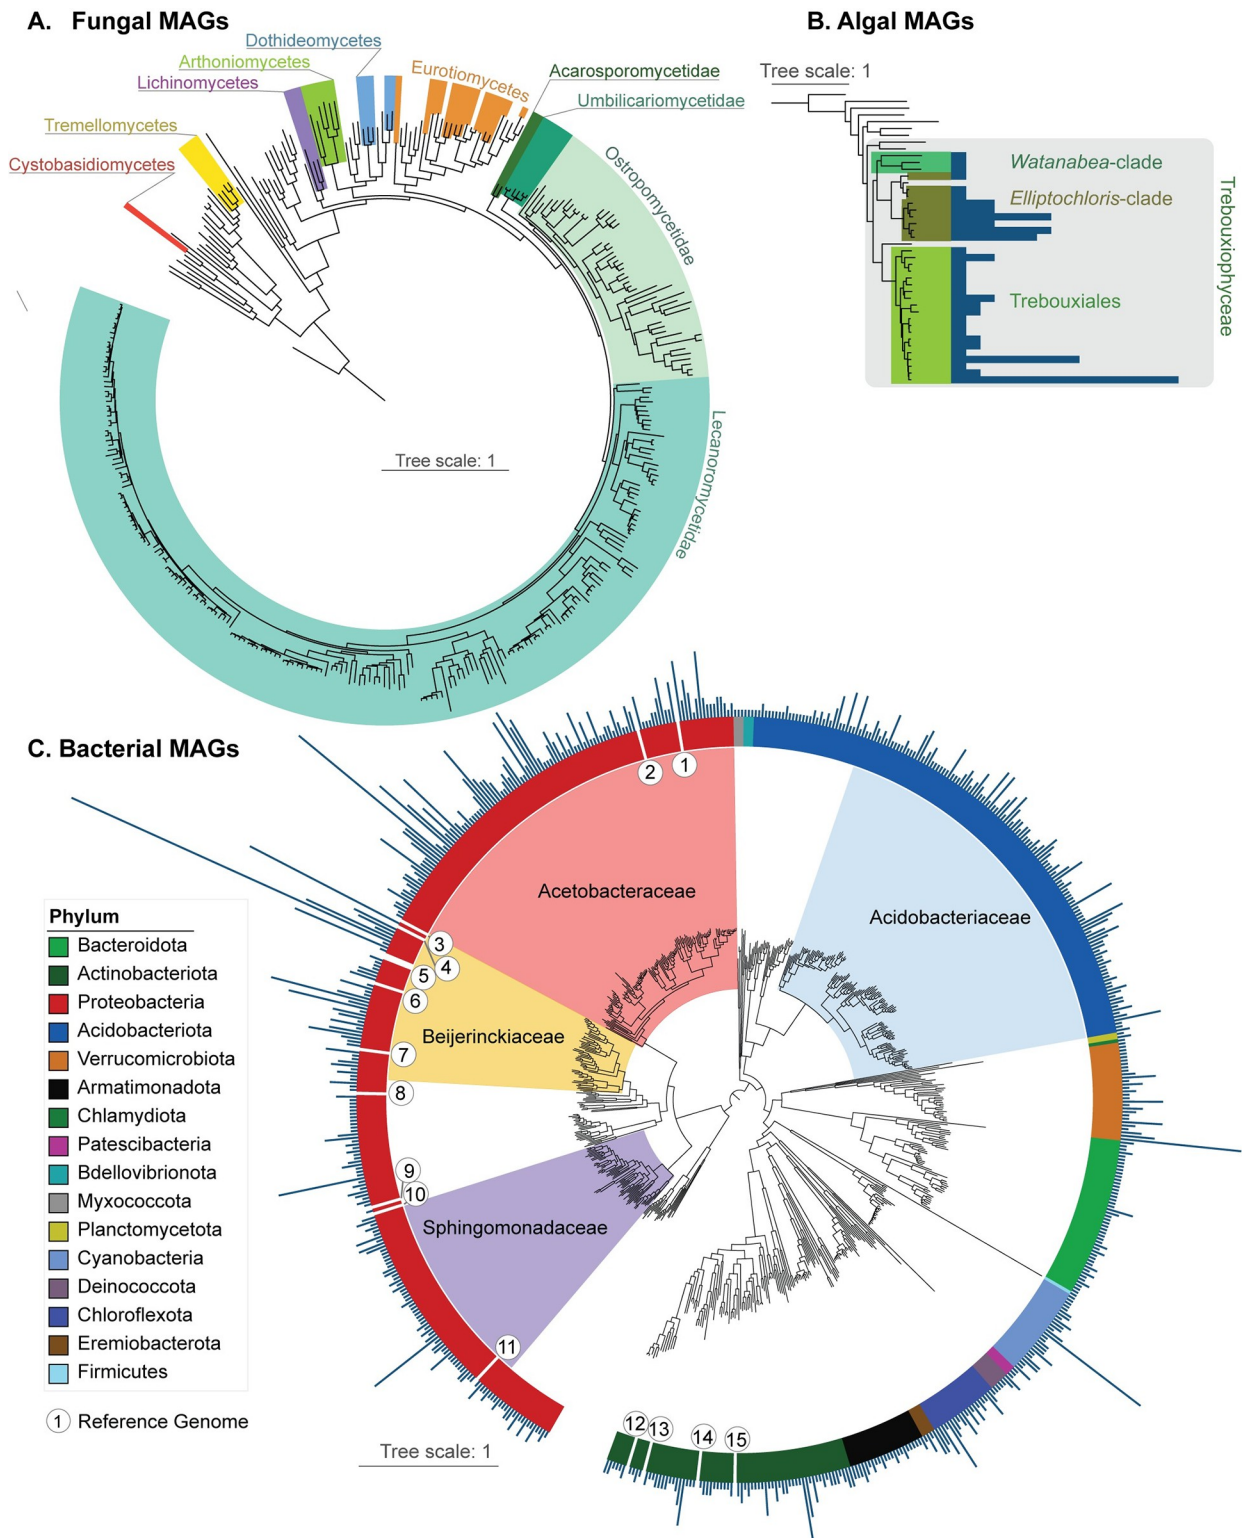 A. Fungal MAGs
B. Algal MAGs
Dothideomycetes
Arthoniomycetes
Lichinomycetes
Eurotiomycetes
Acarosporomycetidae
Umbilicariomycetidae
Tremellomycetes
Cystobasidiomycetes
Ostropomycetidae
Lecanoromycetidae
Tree scale: 1
Tree scale: 1
Watanabea-clade
Elliptochloris-clade
Trebouxiales
Trebouxiophyceae
C. Bacterial MAGs
1
2
3
4
5
6
7
8
9
10
11
12
13
14
15
Acetobacteraceae
Acidobacteriaceae
Beijerinckiaceae
Sphingomonadaceae
Phylum
Bacteroidota
Actinobacteriota
Proteobacteria
Acidobacteriota
Verrucomicrobiota
Armatimonadota
Chlamydiota
Patescibacteria
Bdellovibrionota
Myxococcota
Planctomycetota
Cyanobacteria
Deinococcota
Chloroflexota
Eremiobacterota
Firmicutes
1 Reference Genome
Tree scale: 1